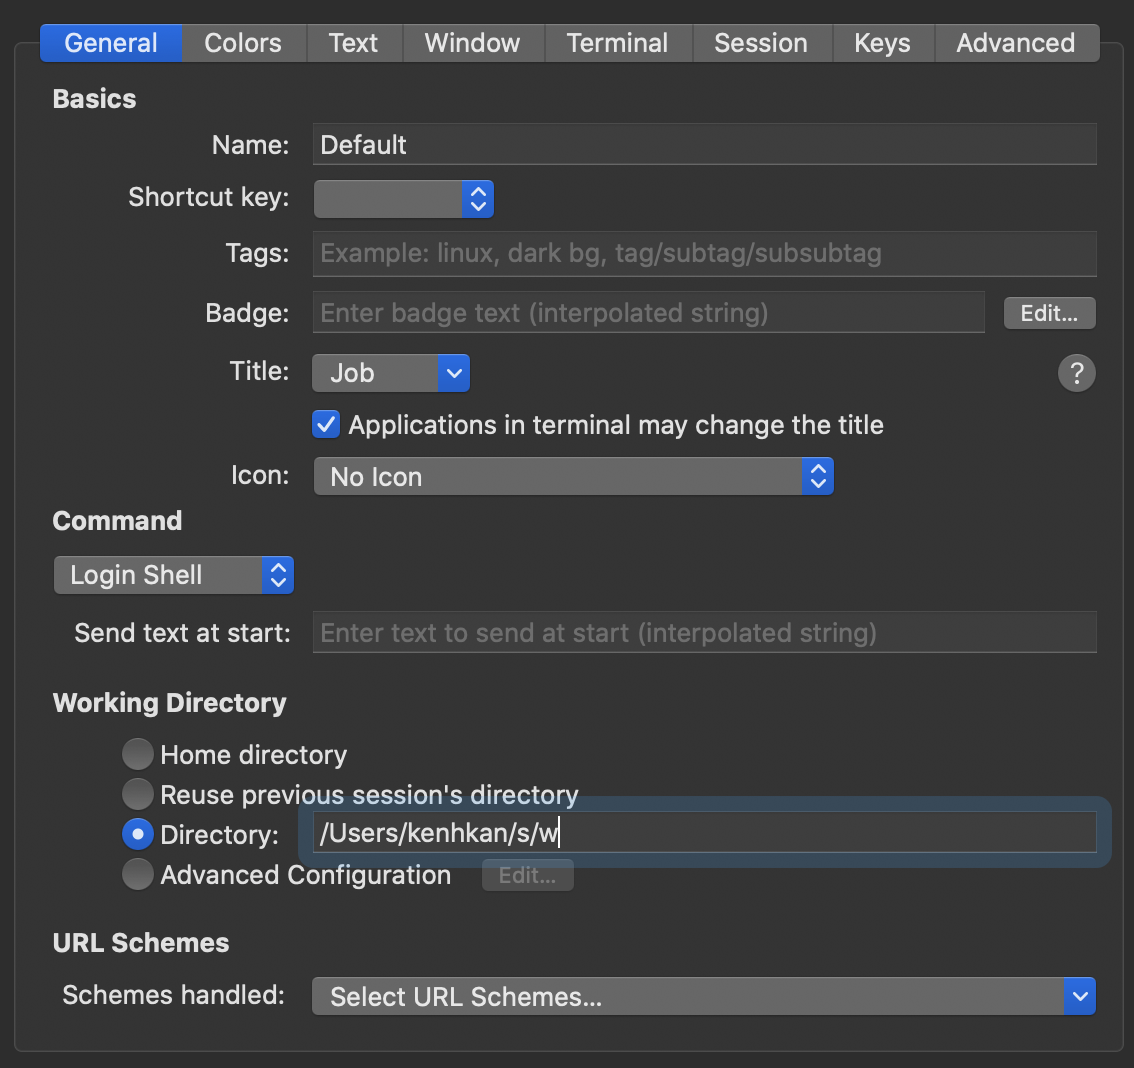 General Colors Text Window Terminal Session Keys Advanced
Basics
Name: Default
Shortcut key:
Tags: Example: linux, dark bg, tag/subtag/subsubtag
Badge: Enter badge text (interpolated string) Edit...
Title: Job ?
Applications in terminal may change the title
Icon: No Icon
Command
Login Shell
Send text at start: Enter text to send at start (interpolated string)
Working Directory
Home directory
Reuse previous session's directory
Directory: /Users/kenhkan/s/w
Advanced Configuration Edit...
URL Schemes
Schemes handled: Select URL Schemes...